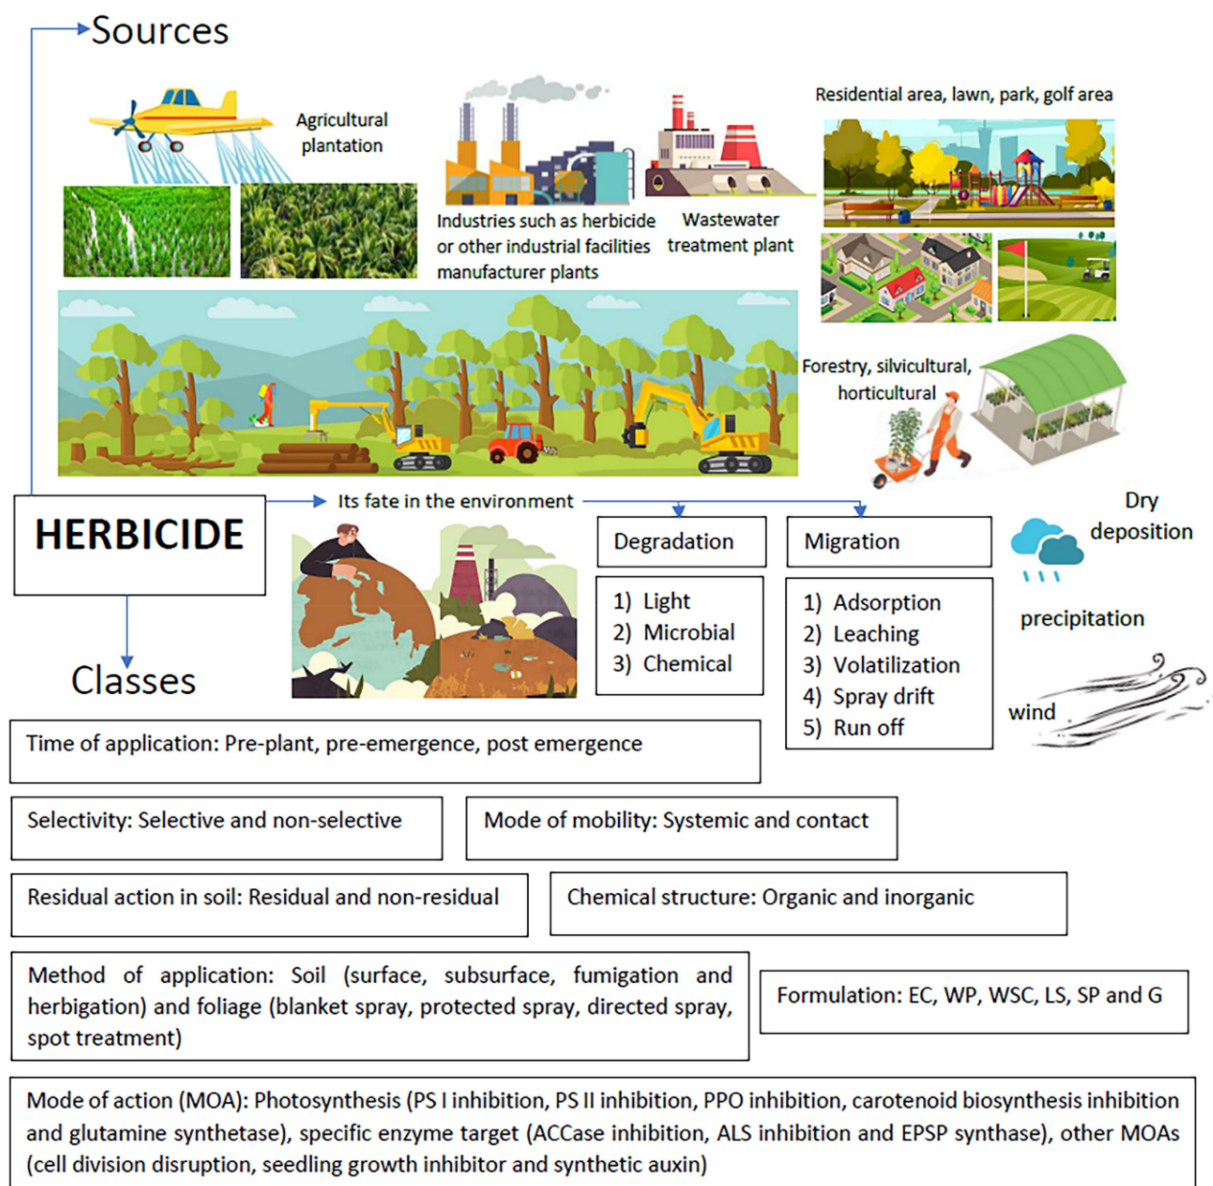 Sources
Agricultural
plantation
Industries such as herbicide
or other industrial facilities
manufacturer plants
Wastewater
treatment plant
Residential area, lawn, park, golf area
Forestry, silvicultural,
horticultural
HERBICIDE
Its fate in the environment
Degradation
1) Light
2) Microbial
3) Chemical
Migration
1) Adsorption
2) Leaching
3) Volatilization
4) Spray drift
5) Run off
Dry
deposition
precipitation
wind
Classes
Time of application: Pre-plant, pre-emergence, post emergence
Selectivity: Selective and non-selective
Mode of mobility: Systemic and contact
Residual action in soil: Residual and non-residual
Chemical structure: Organic and inorganic
Method of application: Soil (surface, subsurface, fumigation and
herbigation) and foliage (blanket spray, protected spray, directed spray,
spot treatment)
Formulation: EC, WP, WSC, LS, SP and G
Mode of action (MOA): Photosynthesis (PS I inhibition, PS II inhibition, PPO inhibition, carotenoid biosynthesis inhibition
and glutamine synthetase), specific enzyme target (ACCase inhibition, ALS inhibition and EPSP synthase), other MOAs
(cell division disruption, seedling growth inhibitor and synthetic auxin)